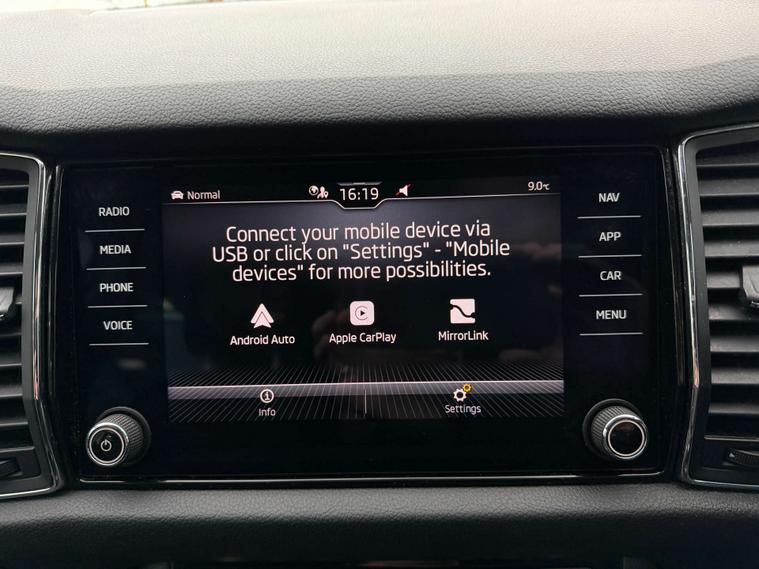 Normal
16:19
9.0°C
RADIO
MEDIA
PHONE
VOICE
Connect your mobile device via
USB or click on "Settings" - "Mobile
devices" for more possibilities.
Android Auto
Apple CarPlay
MirrorLink
Info
Settings
NAV
APP
CAR
MENU